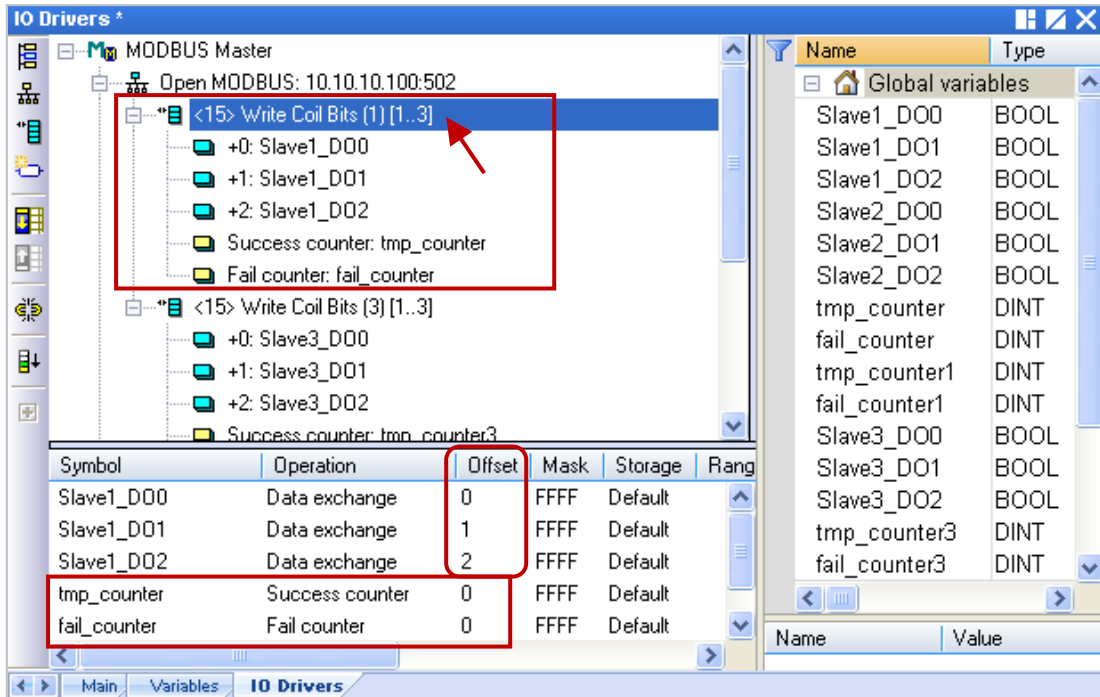 IO Drivers *
MODBUS Master
Open MODBUS: 10.10.10.100:502
<15> Write Coil Bits (1) [1..3]
+0: Slave1_DO0
+1: Slave1_DO1
+2: Slave1_DO2
Success counter: tmp_counter
Fail counter: fail_counter
<15> Write Coil Bits (3) [1..3]
+0: Slave3_DO0
+1: Slave3_DO1
+2: Slave3_DO2
Success counter: tmp_counter3
Symbol Operation Offset Mask Storage Rang
Slave1_DO0 Data exchange 0 FFFF Default
Slave1_DO1 Data exchange 1 FFFF Default
Slave1_DO2 Data exchange 2 FFFF Default
tmp_counter Success counter 0 FFFF Default
fail_counter Fail counter 0 FFFF Default
Name Type
Global variables
Slave1_DO0 BOOL
Slave1_DO1 BOOL
Slave1_DO2 BOOL
Slave2_DO0 BOOL
Slave2_DO1 BOOL
Slave2_DO2 BOOL
tmp_counter DINT
fail_counter DINT
tmp_counter1 DINT
fail_counter1 DINT
Slave3_DO0 BOOL
Slave3_DO1 BOOL
Slave3_DO2 BOOL
tmp_counter3 DINT
fail_counter3 DINT
Name Value
Main Variables IO Drivers